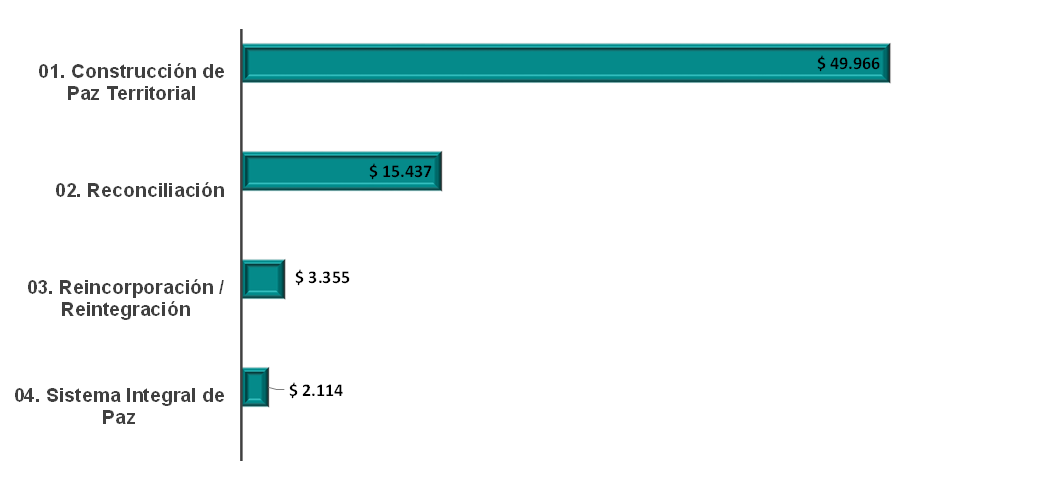 01. Construcción de
Paz Territorial
$ 49.966
02. Reconciliación
$ 15.437
03. Reincorporación /
Reintegración
$ 3.355
04. Sistema Integral de
Paz
$ 2.114